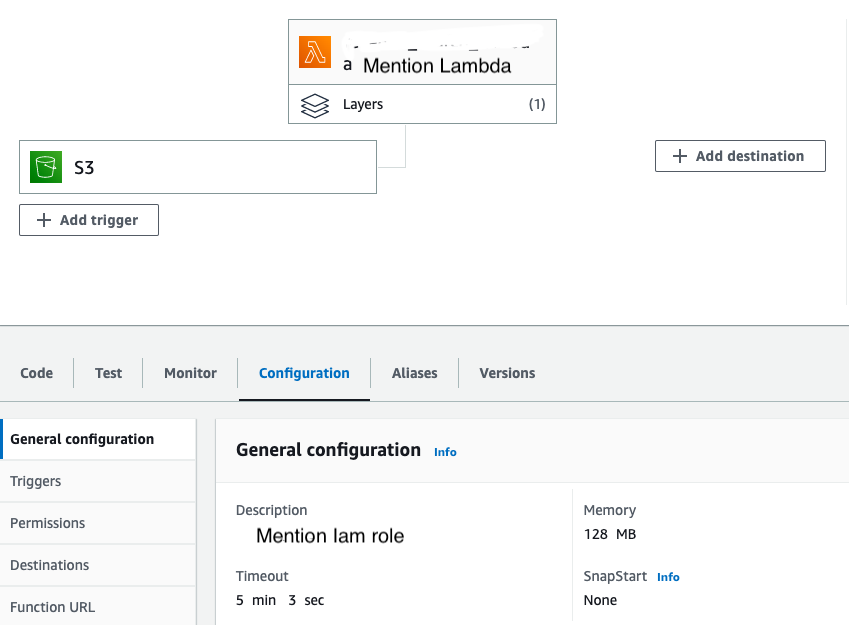 a Mention Lambda
Layers (1)
S3
Add destination
Add trigger
Code Test Monitor Configuration Aliases Versions
General configuration
Triggers
Permissions
Destinations
Function URL
General configuration Info
Description
Mention Iam role
Memory
128 MB
Timeout
5 min 3 sec
SnapStart Info
None